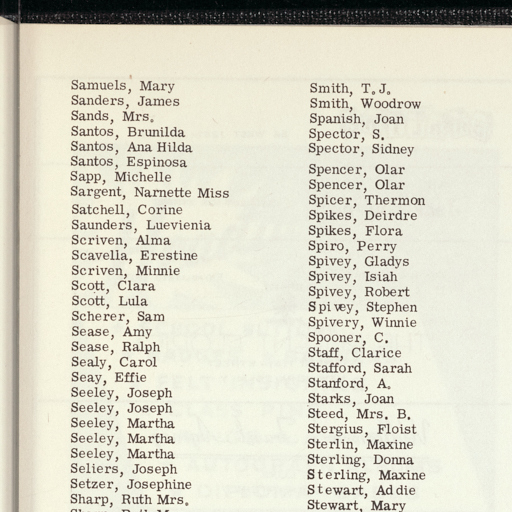 Samuels, Mary
Sanders, James
Sands, Mrs.
Santos, Brunilda
Santos, Ana Hilda
Santos, Espinosa
Sapp, Michelle
Sargent, Narnette Miss
Satchell, Corine
Saunders, Luevienia
Scriven, Alma
Scavella, Erestine
Scriven, Minnie
Scott, Clara
Scott, Lula
Scherer, Sam
Sease, Amy
Sease, Ralph
Sealy, Carol
Seay, Effie
Seeley, Joseph
Seeley, Joseph
Seeley, Martha
Seeley, Martha
Seeley, Martha
Seliers, Joseph
Setzer, Josephine
Sharp, Ruth Mrs.
Smith, T.J.
Smith, Woodrow
Spanish, Joan
Spector, S.
Spector, Sidney
Spencer, Olar
Spencer, Olar
Spicer, Thermon
Spikes, Deirdre
Spikes, Flora
Spiro, Perry
Spivey, Gladys
Spivey, Isiah
Spivey, Robert
Spivey, Stephen
Spivery, Winnie
Spooner, C.
Staff, Clarice
Stafford, Sarah
Stanford, A.
Starks, Joan
Steed, Mrs. B.
Stergius, Floist
Sterlin, Maxine
Sterling, Donna
Sterling, Maxine
Stewart, Addie
Stewart, Mary